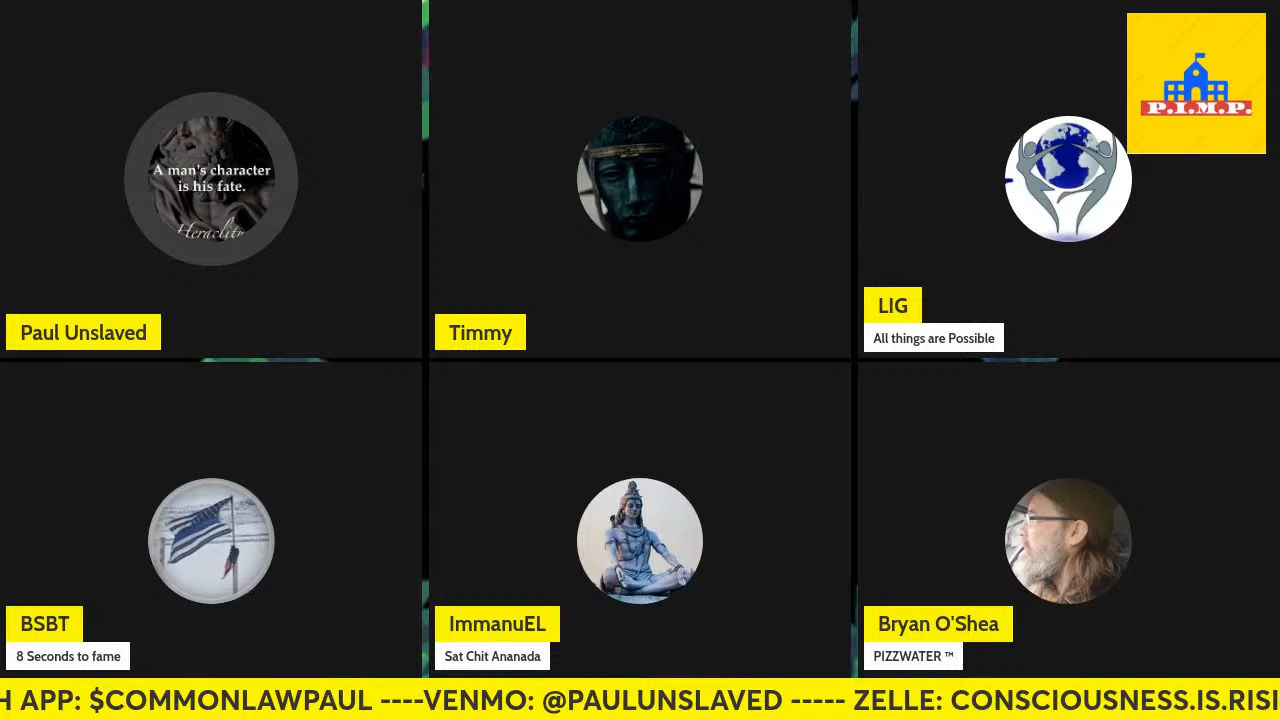 A man's character
is his fate.
Paul Unslaved
Timmy
P.I.M.P.
LIG
All things are Possible
BSBT
8 Seconds to fame
ImmanuEL
Sat Chit Ananada
Bryan O'Shea
PIZZWATER ™
H APP: $COMMONLAWPAUL ----VENMO: @PAULUNSLAVED ----- ZELLE: CONSCIOUSNESS.IS.RISI